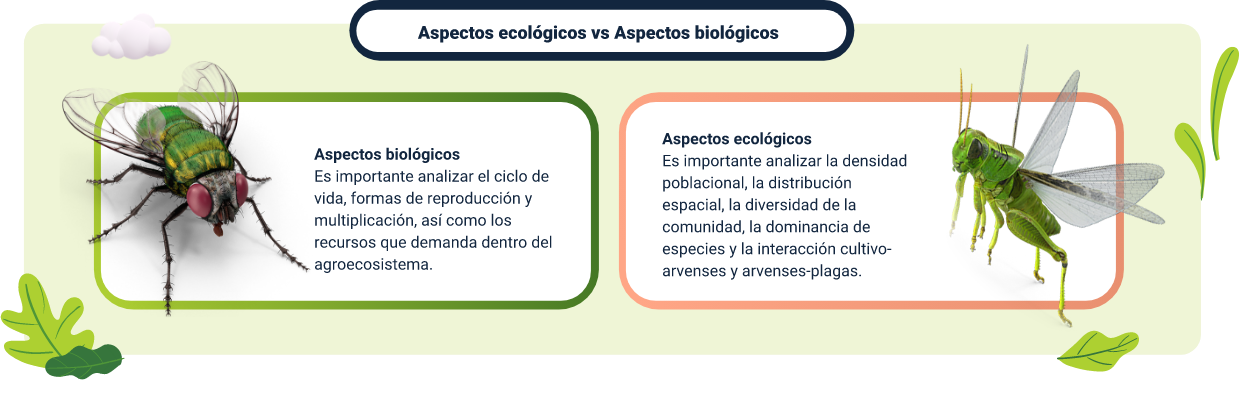 Aspectos ecológicos vs Aspectos biológicos
Aspectos biológicos
Es importante analizar el ciclo de
vida, formas de reproducción y
multiplicación, así como los
recursos que demanda dentro del
agroecosistema.
Aspectos ecológicos
Es importante analizar la densidad
poblacional, la distribución
espacial, la diversidad de la
comunidad, la dominancia de
especies y la interacción cultivo-
arvenses y arvenses-plagas.